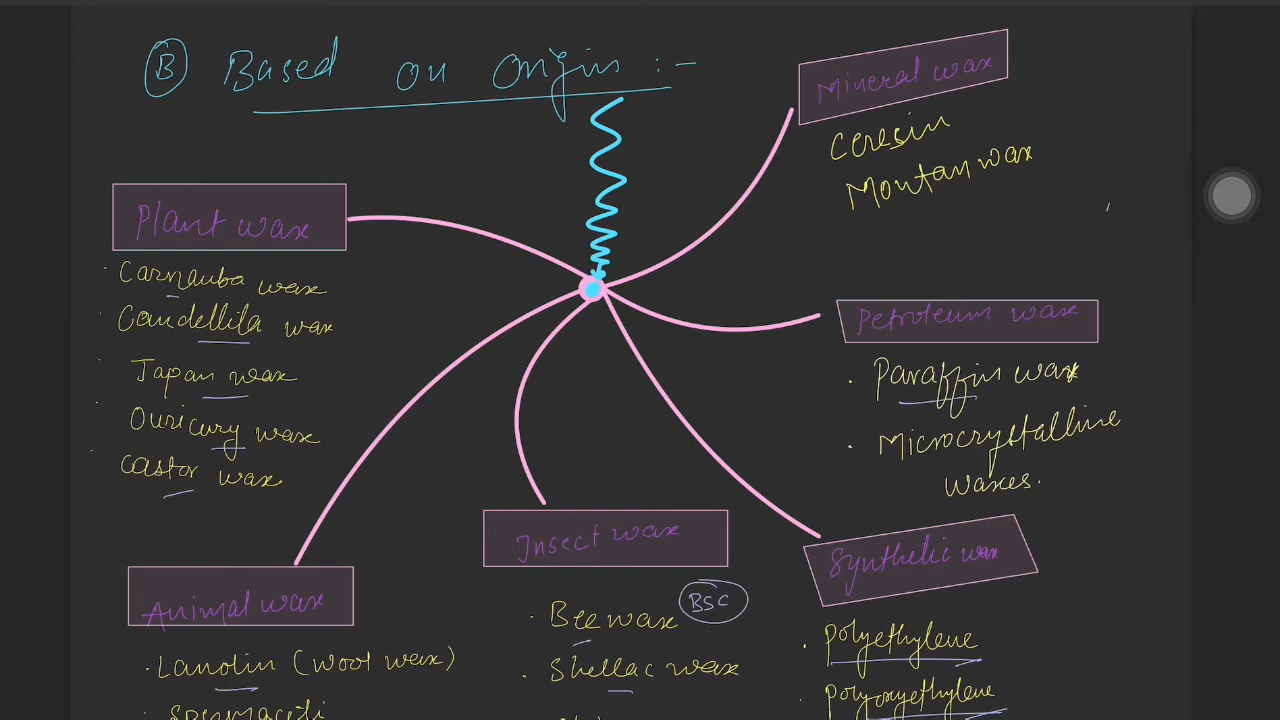 B Based on Origin :-
Mineral wax
Ceresin
Montan wax
Plant wax
Carnauba wax
Candellila wax
Japan wax
Ouricury wax
Castor wax
Petroleum wax
Paraffin wax
Microcrystalline
waxes.
Insect wax
Bee wax BSC
Shellac wax
Synthetic wax
polyethylene
polyoxyethylene
Animal wax
Lanolin (wool wax)
Spermaceti